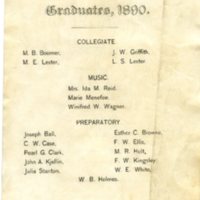 Graduates, 1890.
COLLEGIATE
M. B. Boomer,
J. W. Griffith,
M. E. Lester,
L. S. Lester
MUSIC.
Mrs. Ida M. Reid.
Marie Menefee.
Winifred W. Wagner.
PREPARATORY.
Joseph Ball,
Esther C. Browne,
C. W. Case,
F. W. Ellis,
Pearl G. Clark,
M. R. Holt,
John A. Kjellin,
F. W. Kingsley
Julia Stanton,
W. E. White,
W. B. Holmes.